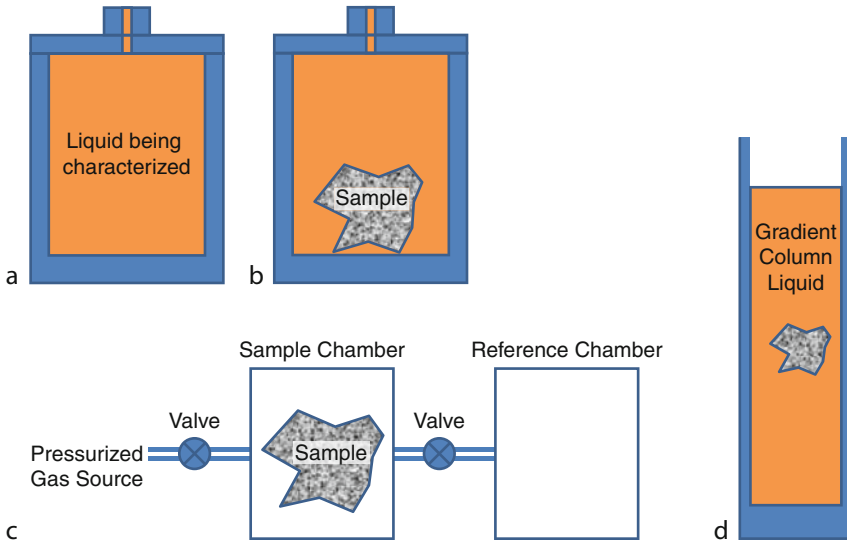 Liquid being
characterized
a
Sample
b
Gradient
Column
Liquid
d
Sample Chamber
Reference Chamber
Valve
Valve
Pressurized
Gas Source
Sample
c